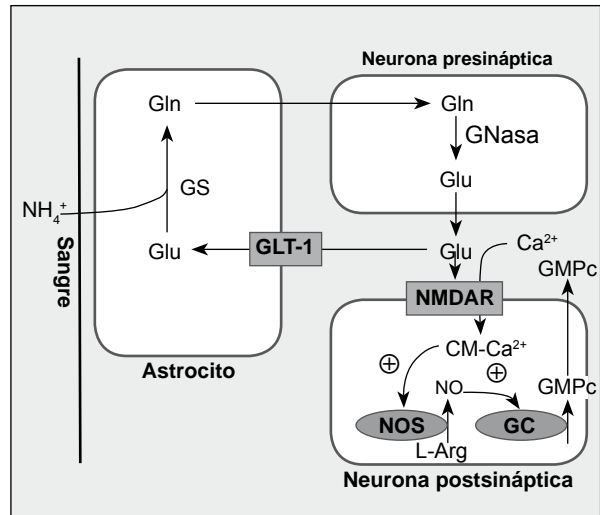 Neurona presináptica
Gln
Gln
GNasa
GS
Glu
NH₄⁺
Sangre
Glu
GLT-1
Glu
Ca²⁺
GMPc
NMDAR
Astrocito
CM-Ca²⁺
⊕
⊕
NO
GMPc
NOS
GC
L-Arg
Neurona postsináptica